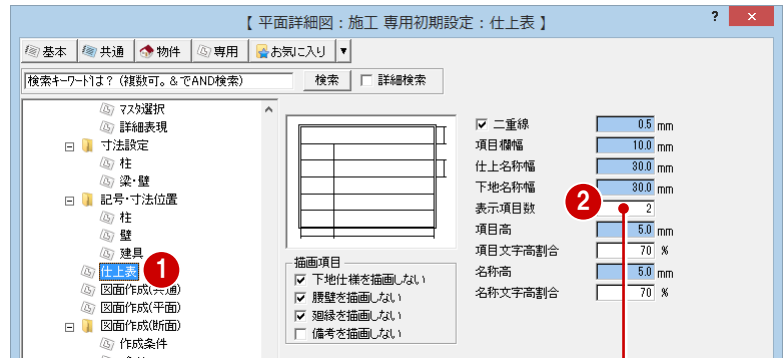 【 平面詳細図：施工 専用初期設定：仕上表 】 ? ×
基本 共通 物件 専用 お気に入り ▼
検索キーワードは？（複数可。＆でAND検索） 検索 詳細検索
マスタ選択
詳細表現
寸法設定
柱
梁・壁
記号・寸法位置
柱
壁
建具
仕上表 1
図面作成(共通)
図面作成(平面)
図面作成(断面)
作成条件
描画項目
下地仕様を描画しない
腰壁を描画しない
廻縁を描画しない
備考を描画しない
二重線 0.5 mm
項目欄幅 10.0 mm
仕上名称幅 30.0 mm
下地名称幅 30.0 mm
表示項目数 2 2
項目高 5.0 mm
項目文字高割合 70 %
名称高 5.0 mm
名称文字高割合 70 %